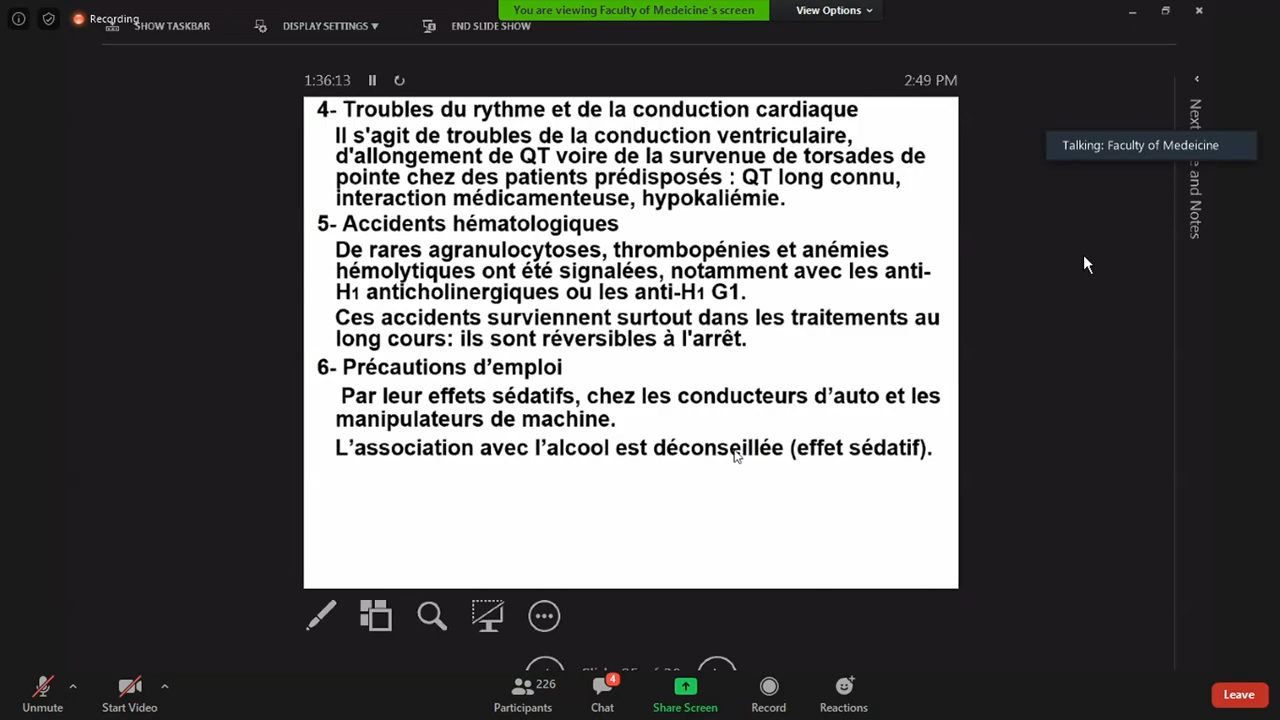 Recording
SHOW TASKBAR
DISPLAY SETTINGS ▼
END SLIDE SHOW
You are viewing Faculty of Medeicine's screen
View Options
1:36:13
2:49 PM
4- Troubles du rythme et de la conduction cardiaque
Il s'agit de troubles de la conduction ventriculaire,
d'allongement de QT voire de la survenue de torsades de
pointe chez des patients prédisposés : QT long connu,
interaction médicamenteuse, hypokaliémie.
5- Accidents hématologiques
De rares agranulocytoses, thrombopénies et anémies
hémolytiques ont été signalées, notamment avec les anti-
H1 anticholinergiques ou les anti-H1 G1.
Ces accidents surviennent surtout dans les traitements au
long cours: ils sont réversibles à l'arrêt.
6- Précautions d’emploi
Par leur effets sédatifs, chez les conducteurs d’auto et les
manipulateurs de machine.
L’association avec l’alcool est déconseillée (effet sédatif).
Talking: Faculty of Medeicine
Next
and Notes
Unmute
Start Video
226
Participants
4
Chat
Share Screen
Record
Reactions
Leave